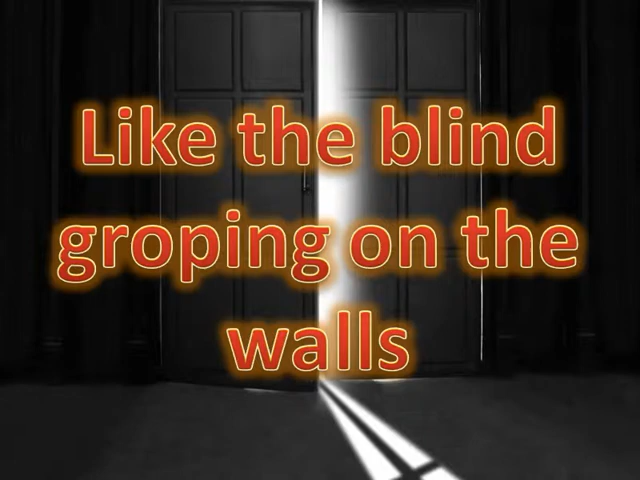 Like the blind
groping on the
walls